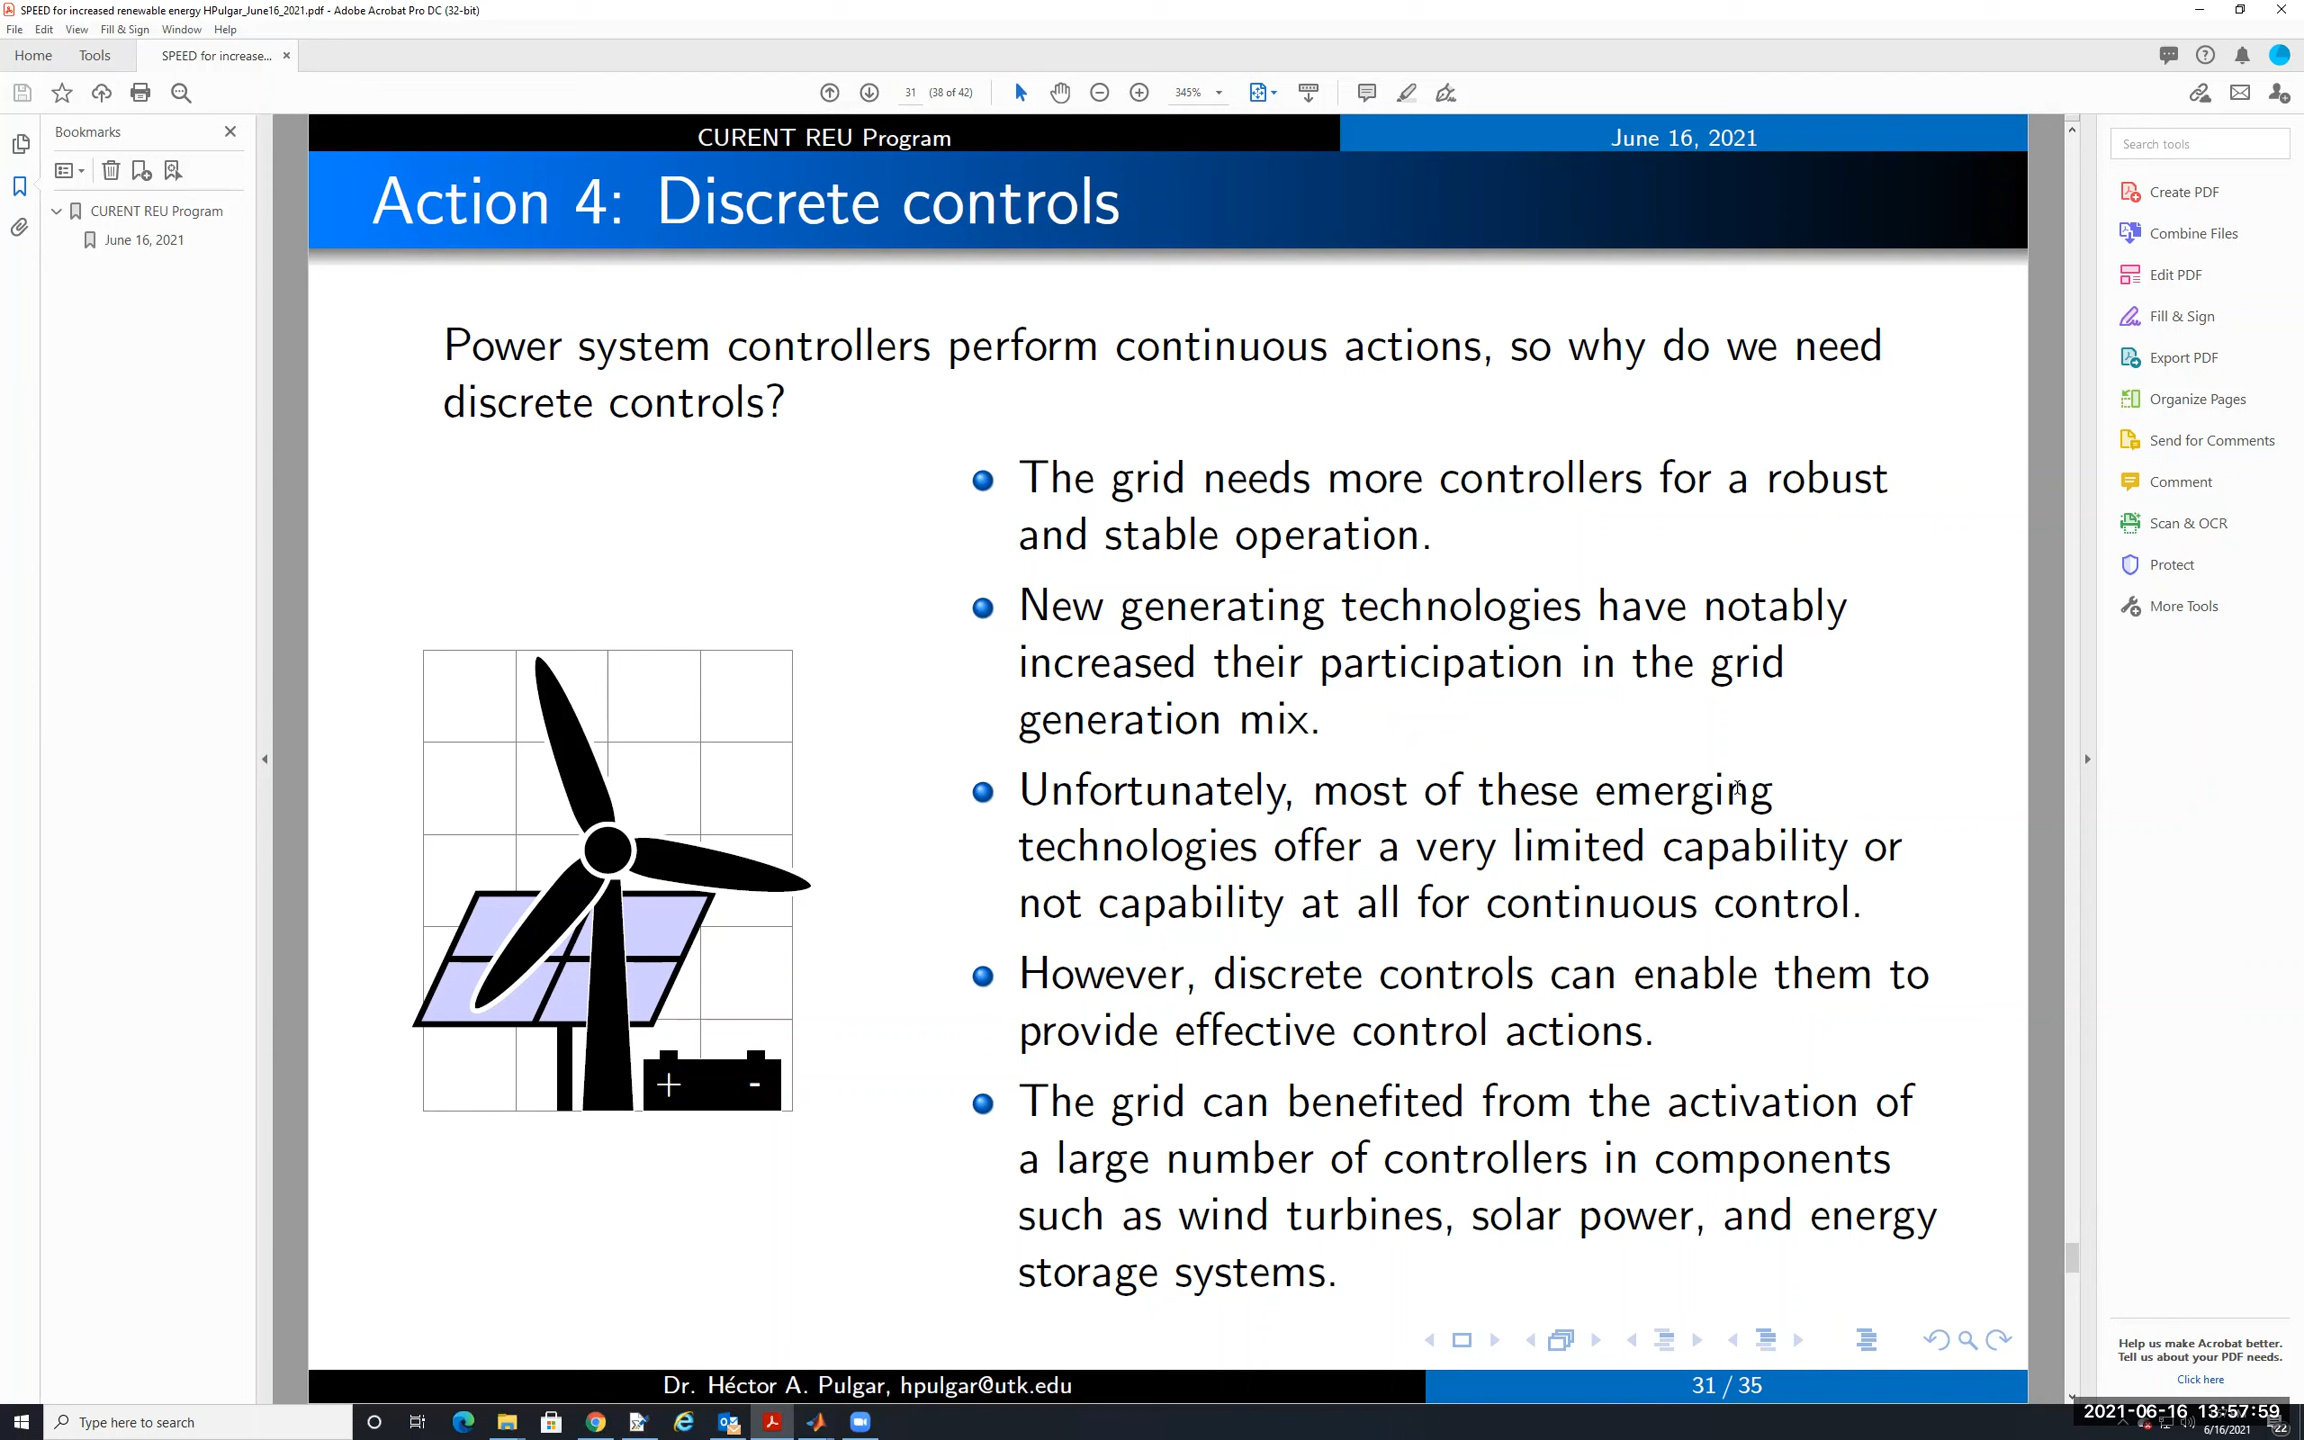 SPEED for increased renewable energy HPulgar_June16_2021.pdf - Adobe Acrobat Pro DC (32-bit)
File Edit View Fill & Sign Window Help
Home Tools SPEED for increase... ×
31 (38 of 42) 345%
Bookmarks
CURENT REU Program
June 16, 2021
CURENT REU Program June 16, 2021
Action 4: Discrete controls
Power system controllers perform continuous actions, so why do we need
discrete controls?
The grid needs more controllers for a robust
and stable operation.
New generating technologies have notably
increased their participation in the grid
generation mix.
Unfortunately, most of these emerging
technologies offer a very limited capability or
not capability at all for continuous control.
However, discrete controls can enable them to
provide effective control actions.
The grid can benefited from the activation of
a large number of controllers in components
such as wind turbines, solar power, and energy
storage systems.
+ -
Dr. Héctor A. Pulgar, hpulgar@utk.edu 31 / 35
Search tools
Create PDF
Combine Files
Edit PDF
Fill & Sign
Export PDF
Organize Pages
Send for Comments
Comment
Scan & OCR
Protect
More Tools
Help us make Acrobat better.
Tell us about your PDF needs.
Click here
Type here to search
2021-06-16 13:57:59
6/16/2021
22